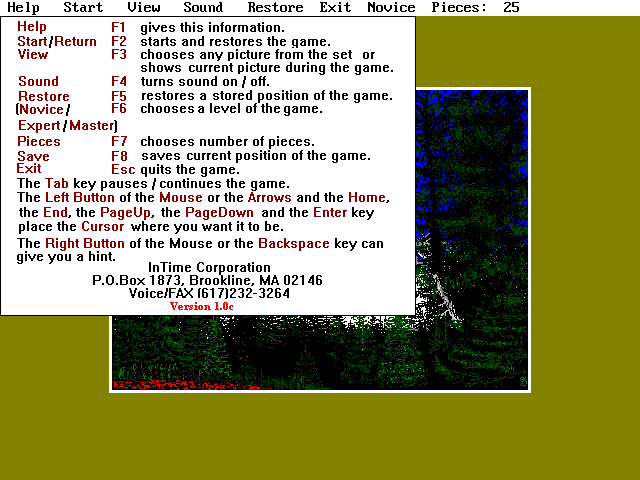 Help Start View Sound Restore Exit Novice Pieces: 25
Help F1 gives this information.
Start/Return F2 starts and restores the game.
View F3 chooses any picture from the set or
shows current picture during the game.
Sound F4 turns sound on / off.
Restore F5 restores a stored position of the game.
(Novice/ F6 chooses a level of the game.
Expert/Master)
Pieces F7 chooses number of pieces.
Save F8 saves current position of the game.
Exit Esc quits the game.
The Tab key pauses / continues the game.
The Left Button of the Mouse or the Arrows and the Home,
the End, the PageUp, the PageDown and the Enter key
place the Cursor where you want it to be.
The Right Button of the Mouse or the Backspace key can
give you a hint.
InTime Corporation
P.O.Box 1873, Brookline, MA 02146
Voice/FAX (617)232-3264
Version 1.0c